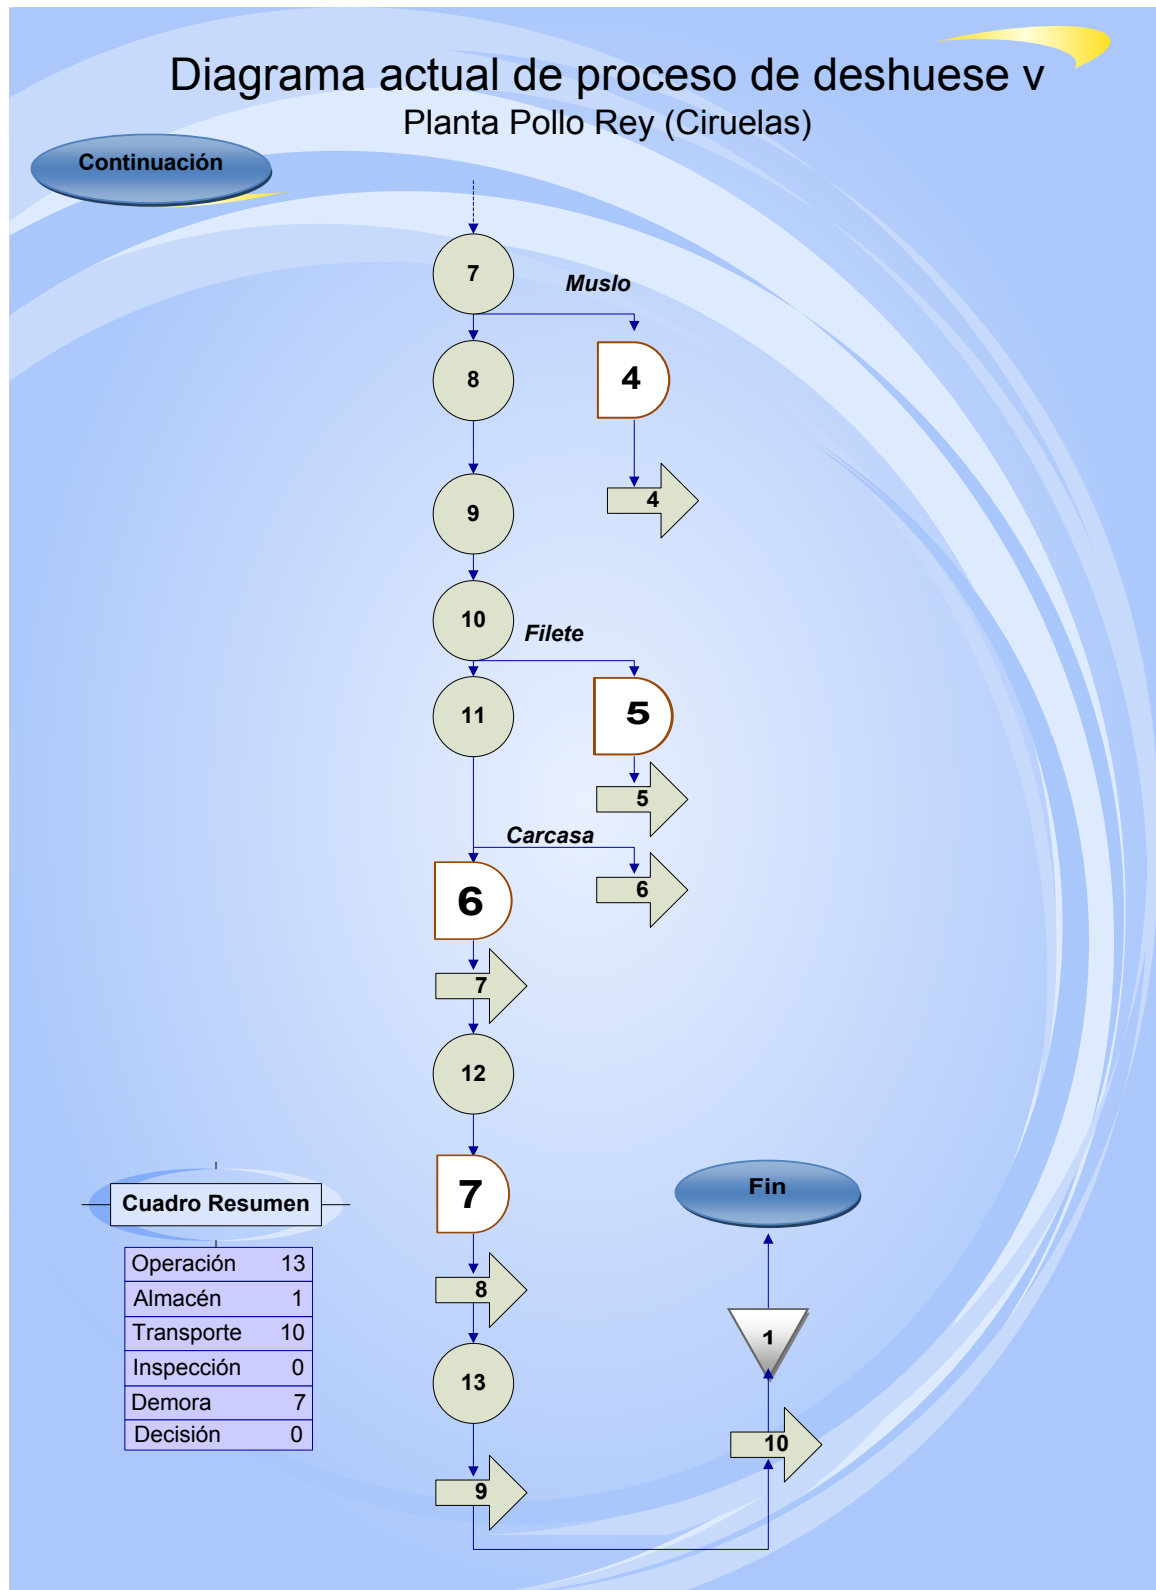 Diagrama actual de proceso de deshuese v
Planta Pollo Rey (Ciruelas)
Continuación
7
Muslo
8
4
9
4
10
Filete
11
5
5
Carcasa
6
6
7
12
7
Fin
Cuadro Resumen
Operación 13
Almacén 1
Transporte 10
Inspección 0
Demora 7
Decisión 0
8
1
13
10
9